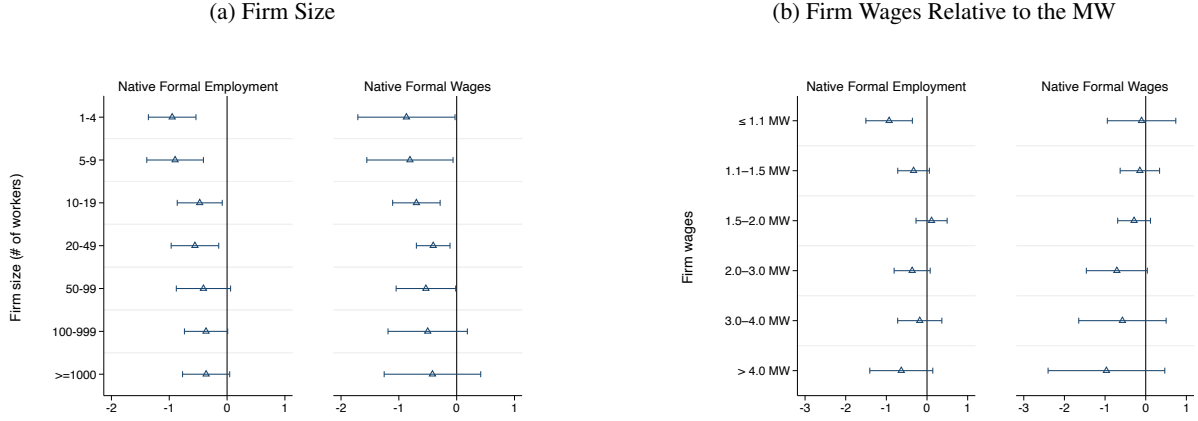 (a) Firm Size
Native Formal Employment
Native Formal Wages
Firm size (# of workers)
1-4
5-9
10-19
20-49
50-99
100-999
>=1000
-2 -1 0 1
-2 -1 0 1
(b) Firm Wages Relative to the MW
Native Formal Employment
Native Formal Wages
Firm wages
≤ 1.1 MW
1.1–1.5 MW
1.5–2.0 MW
2.0–3.0 MW
3.0–4.0 MW
> 4.0 MW
-3 -2 -1 0 1
-3 -2 -1 0 1